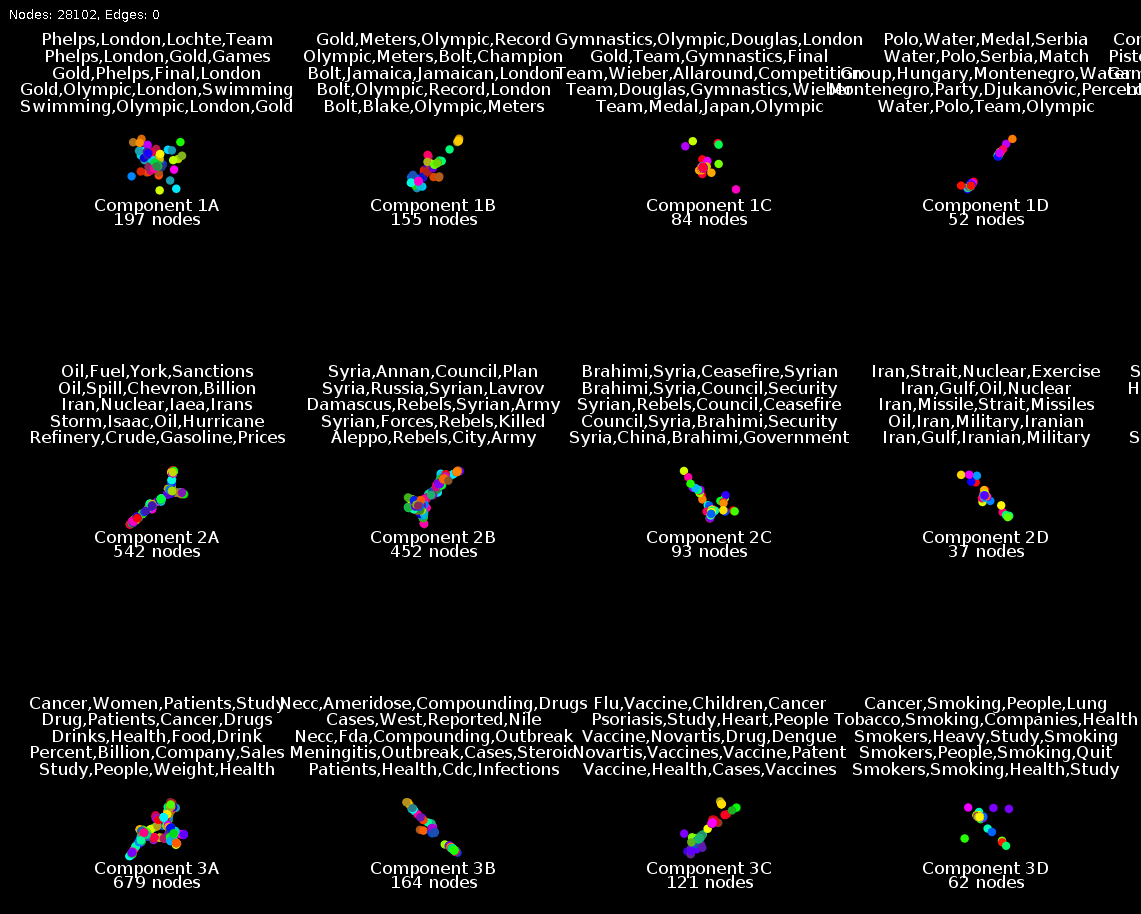 Nodes: 28102, Edges: 0
Phelps,London,Lochte,Team
Phelps,London,Gold,Games
Gold,Phelps,Final,London
Gold,Olympic,London,Swimming
Swimming,Olympic,London,Gold
Component 1A
197 nodes
Gold,Meters,Olympic,Record
Olympic,Meters,Bolt,Champion
Bolt,Jamaica,Jamaican,London
Bolt,Olympic,Record,London
Bolt,Blake,Olympic,Meters
Component 1B
155 nodes
Gymnastics,Olympic,Douglas,London
Gold,Team,Gymnastics,Final
Team,Wieber,Allaround,Competition
Team,Douglas,Gymnastics,Wieber
Team,Medal,Japan,Olympic
Component 1C
84 nodes
Polo,Water,Medal,Serbia
Water,Polo,Serbia,Match
Group,Hungary,Montenegro,Water
Montenegro,Party,Djukanovic,Percent
Water,Polo,Team,Olympic
Component 1D
52 nodes
Oil,Fuel,York,Sanctions
Oil,Spill,Chevron,Billion
Iran,Nuclear,Iaea,Irans
Storm,Isaac,Oil,Hurricane
Refinery,Crude,Gasoline,Prices
Component 2A
542 nodes
Syria,Annan,Council,Plan
Syria,Russia,Syrian,Lavrov
Damascus,Rebels,Syrian,Army
Syrian,Forces,Rebels,Killed
Aleppo,Rebels,City,Army
Component 2B
452 nodes
Brahimi,Syria,Ceasefire,Syrian
Brahimi,Syria,Council,Security
Syrian,Rebels,Council,Ceasefire
Council,Syria,Brahimi,Security
Syria,China,Brahimi,Government
Component 2C
93 nodes
Iran,Strait,Nuclear,Exercise
Iran,Gulf,Oil,Nuclear
Iran,Missile,Strait,Missiles
Oil,Iran,Military,Iranian
Iran,Gulf,Iranian,Military
Component 2D
37 nodes
Cancer,Women,Patients,Study
Drug,Patients,Cancer,Drugs
Drinks,Health,Food,Drink
Percent,Billion,Company,Sales
Study,People,Weight,Health
Component 3A
679 nodes
Necc,Ameridose,Compounding,Drugs
Cases,West,Reported,Nile
Necc,Fda,Compounding,Outbreak
Meningitis,Outbreak,Cases,Steroid
Patients,Health,Cdc,Infections
Component 3B
164 nodes
Flu,Vaccine,Children,Cancer
Psoriasis,Study,Heart,People
Vaccine,Novartis,Drug,Dengue
Novartis,Vaccines,Vaccine,Patent
Vaccine,Health,Cases,Vaccines
Component 3C
121 nodes
Cancer,Smoking,People,Lung
Tobacco,Smoking,Companies,Health
Smokers,Heavy,Study,Smoking
Smokers,People,Smoking,Quit
Smokers,Smoking,Health,Study
Component 3D
62 nodes